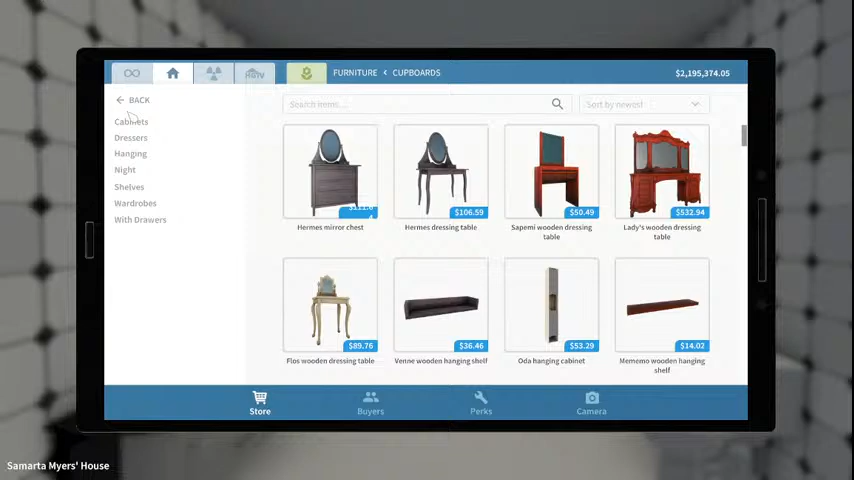 HGTV
FURNITURE < CUPBOARDS
$2,195,374.05
BACK
Search items...
Sort by newest
Cabinets
Dressers
Hanging
Night
Shelves
Wardrobes
With Drawers
$106.59
$50.49
$532.94
Hermes mirror chest
Hermes dressing table
Sapemi wooden dressing
table
Lady's wooden dressing
table
$89.76
$36.46
$53.29
$14.02
Flos wooden dressing table
Venne wooden hanging shelf
Oda hanging cabinet
Mememo wooden hanging
shelf
Store
Buyers
Perks
Camera
Samarta Myers' House